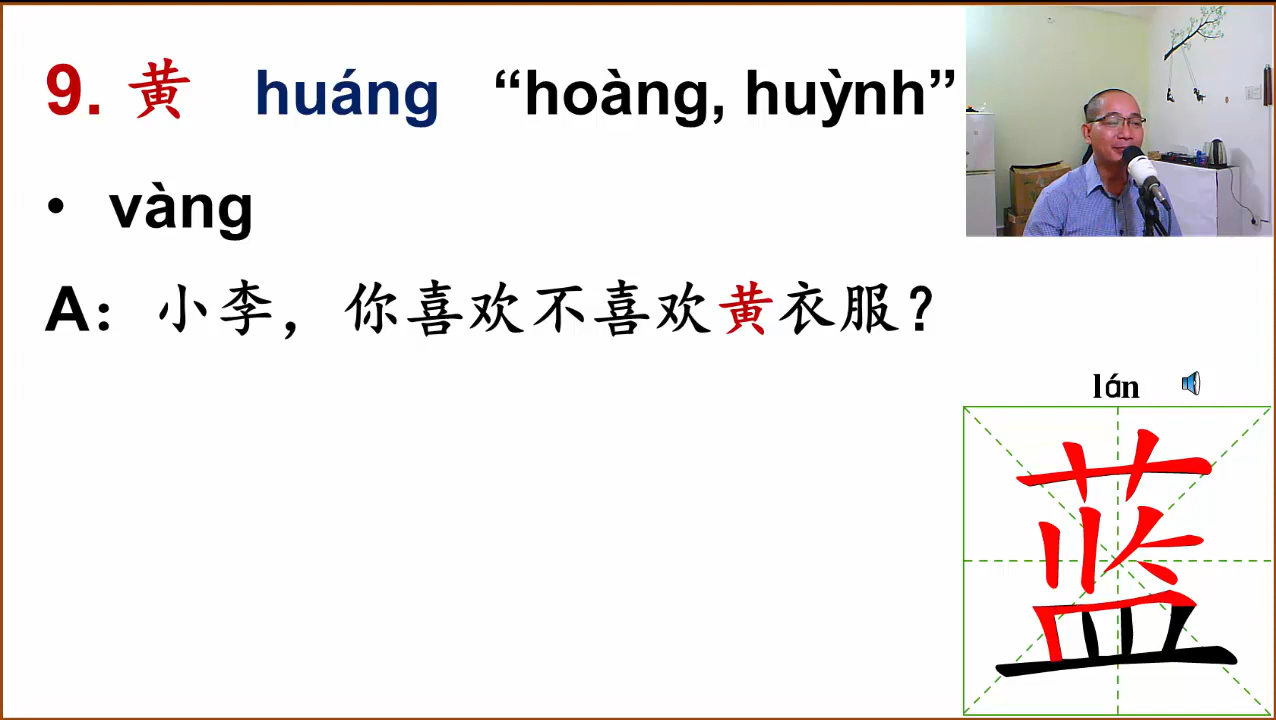 9. 黄 huáng “hoàng, huỳnh”
• vàng
A：小李，你喜欢不喜欢黄衣服？
lán
蓝